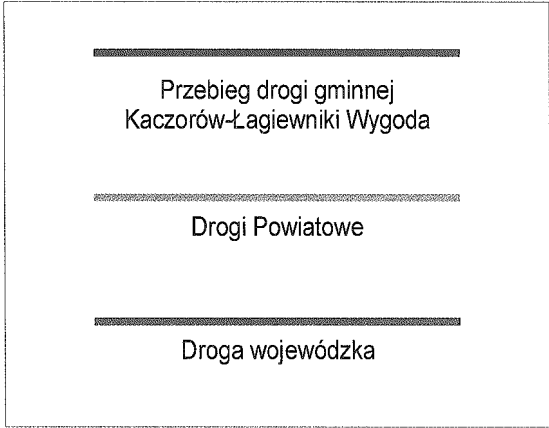 Przebieg drogi gminnej
Kaczorów-Łagiewniki Wygoda
Drogi Powiatowe
Droga wojewódzka